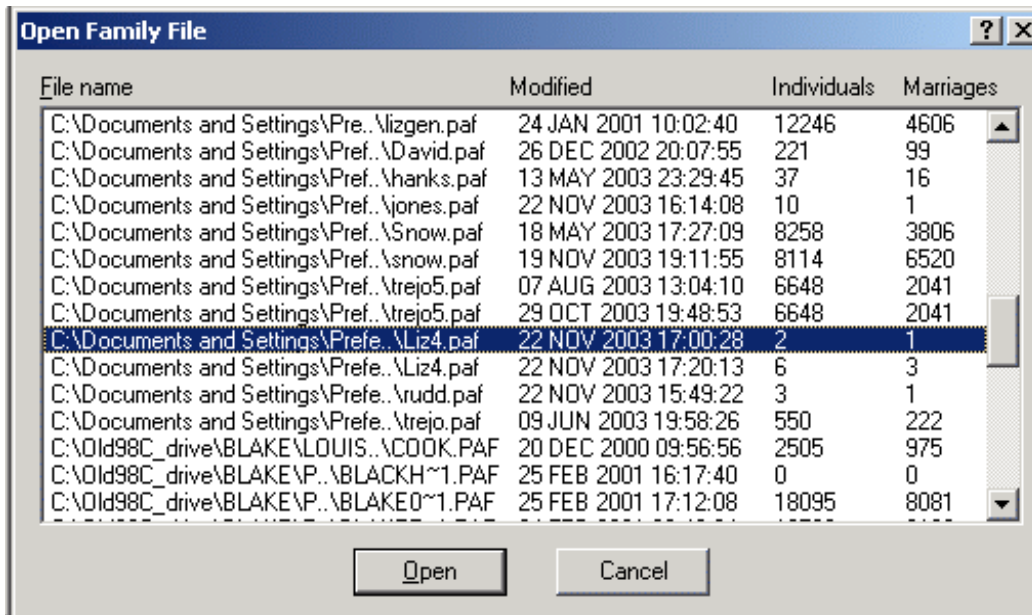 Open Family File
File name Modified Individuals Marriages
C:\Documents and Settings\Pre..\lizgen.paf 24 JAN 2001 10:02:40 12246 4606
C:\Documents and Settings\Pref..\David.paf 26 DEC 2002 20:07:55 221 99
C:\Documents and Settings\Pref..\hanks.paf 13 MAY 2003 23:29:45 37 16
C:\Documents and Settings\Pref..\jones.paf 22 NOV 2003 16:14:08 10 1
C:\Documents and Settings\Pref..\Snow.paf 18 MAY 2003 17:27:09 8258 3806
C:\Documents and Settings\Pref..\snow.paf 19 NOV 2003 19:11:55 8114 6520
C:\Documents and Settings\Pref..\trejo5.paf 07 AUG 2003 13:04:10 6648 2041
C:\Documents and Settings\Pref..\trejo5.paf 29 OCT 2003 19:48:53 6648 2041
C:\Documents and Settings\Prefe..\Liz4.paf 22 NOV 2003 17:00:28 2 1
C:\Documents and Settings\Prefe..\Liz4.paf 22 NOV 2003 17:20:13 6 3
C:\Documents and Settings\Prefe..\rudd.paf 22 NOV 2003 15:49:22 3 1
C:\Documents and Settings\Prefe..\trejo.paf 09 JUN 2003 19:58:26 550 222
C:\Old98C_drive\BLAKE\LOUIS..\COOK.PAF 20 DEC 2000 09:56:56 2505 975
C:\Old98C_drive\BLAKE\P..\BLACKH~1.PAF 25 FEB 2001 16:17:40 0 0
C:\Old98C_drive\BLAKE\P..\BLAKE0~1.PAF 25 FEB 2001 17:12:08 18095 8081
Open Cancel